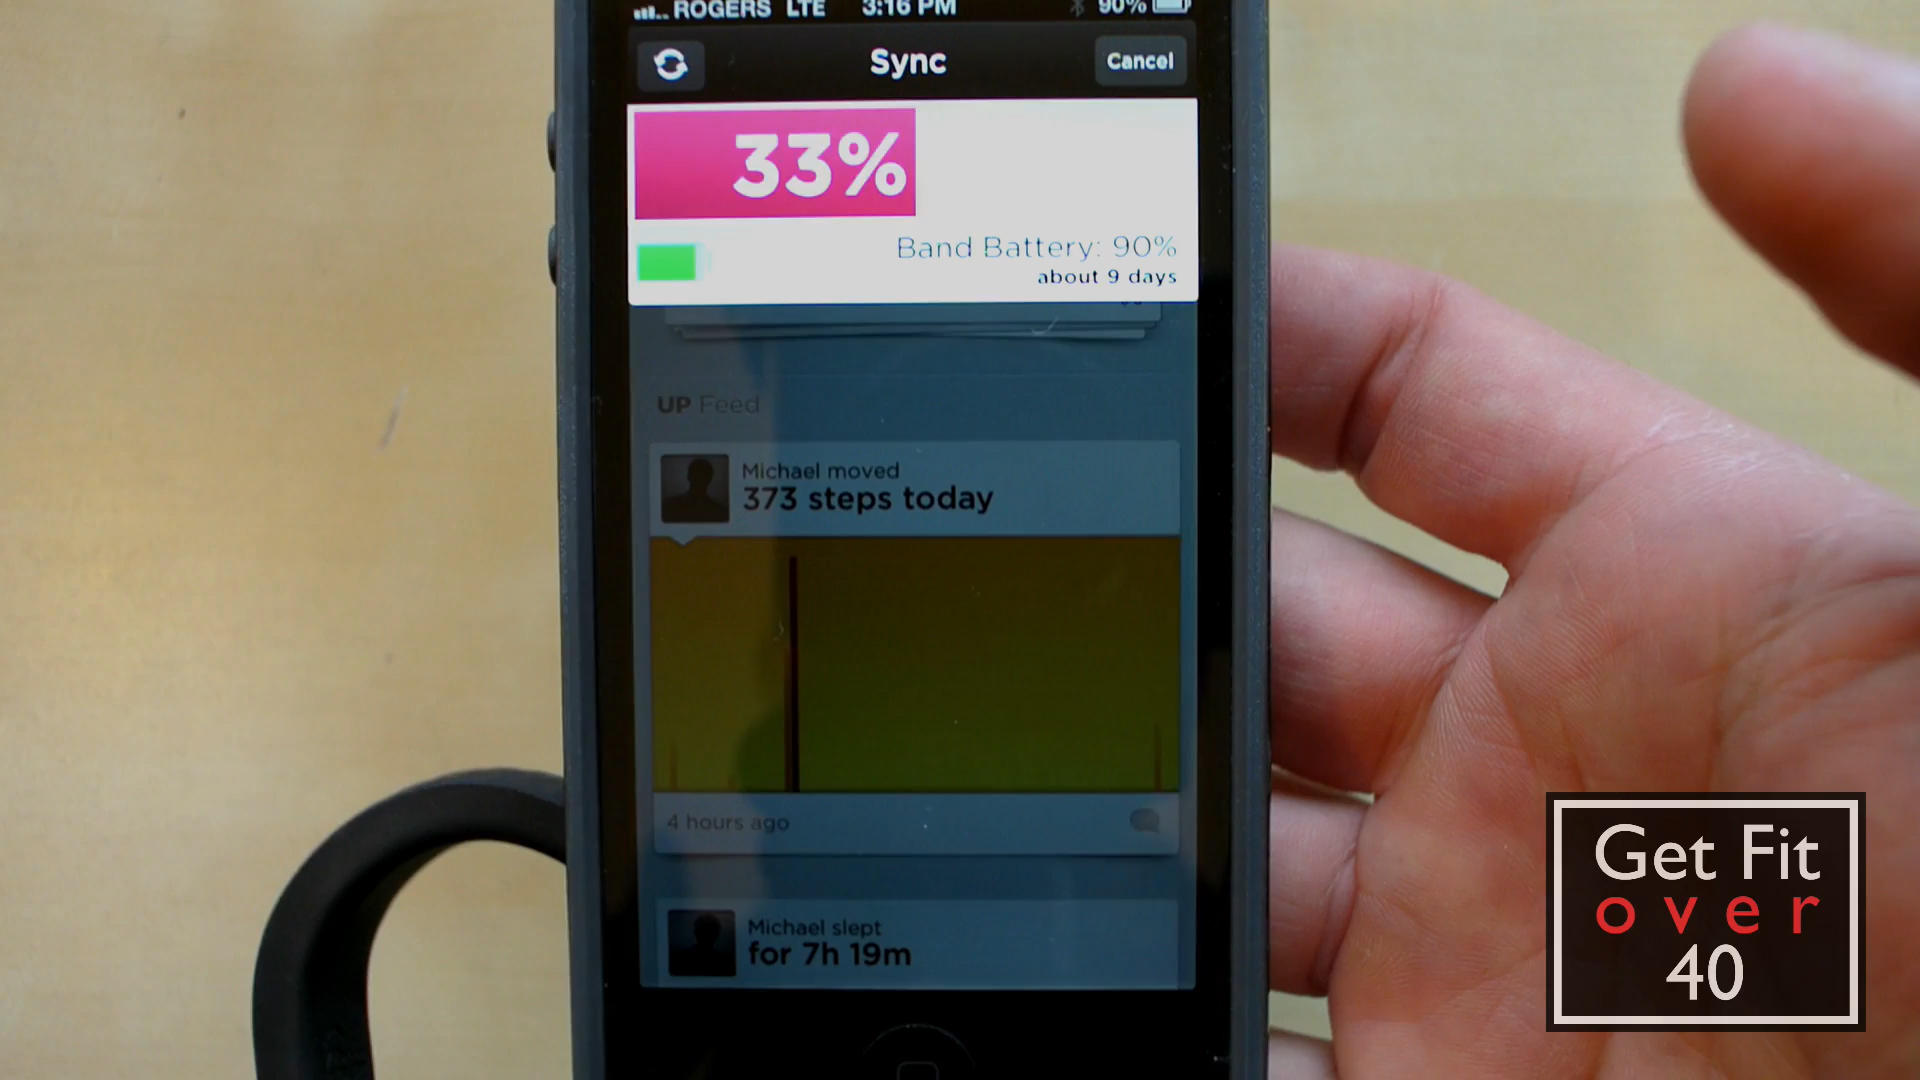 ROGERS LTE 3:16 PM 90%
Sync
Cancel
33%
Band Battery: 90%
about 9 days
UP Feed
Michael moved
373 steps today
4 hours ago
Michael slept
for 7h 19m
Get Fit
over
40